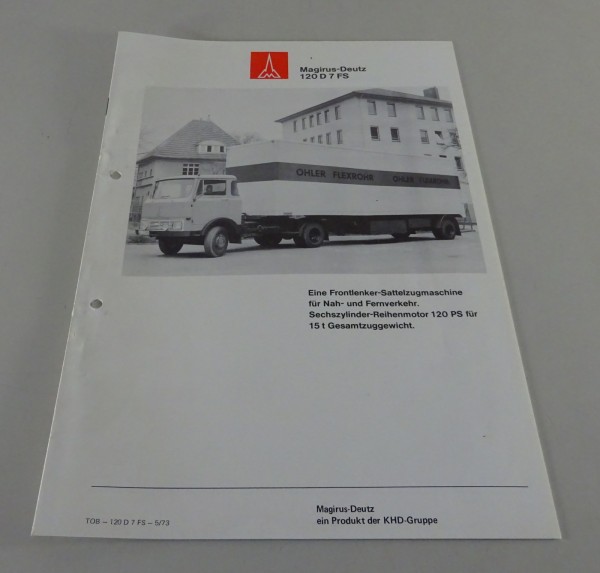 Magirus-Deutz
120 D 7 FS
OHLER FLEXROHR OHLER FLEXROHR
Eine Frontlenker-Sattelzugmaschine
für Nah- und Fernverkehr.
Sechszylinder-Reihenmotor 120 PS für
15 t Gesamtzuggewicht.
Magirus-Deutz
ein Produkt der KHD-Gruppe
TOB – 120 D 7 FS – 5/73